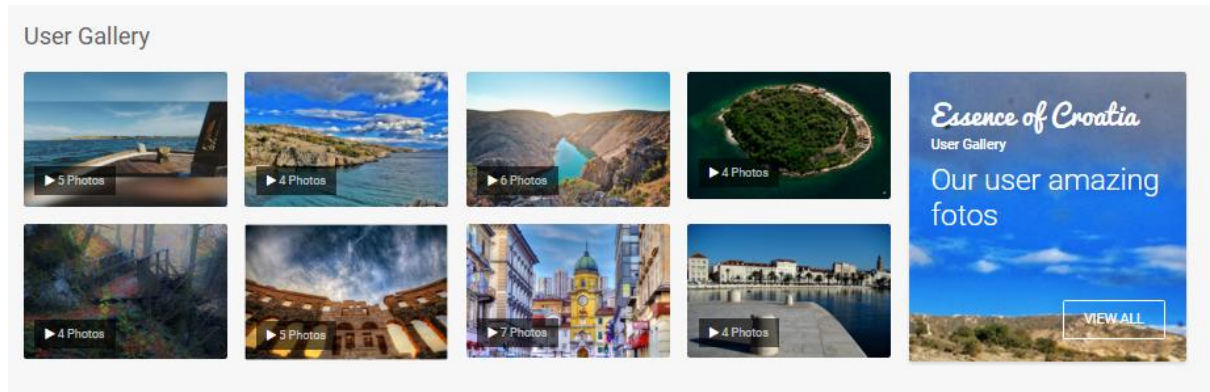 User Gallery
5 Photos
4 Photos
6 Photos
4 Photos
Essence of Croatia
User Gallery
Our user amazing
fotos
4 Photos
5 Photos
7 Photos
4 Photos
VIEW ALL